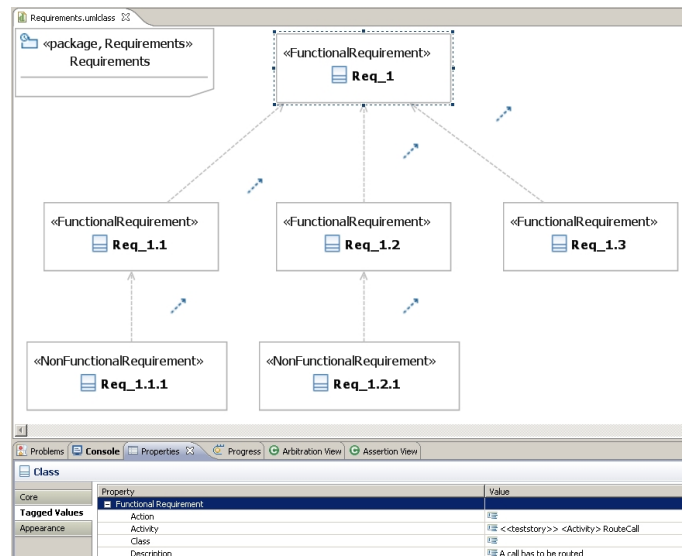 Requirements.umlclass
«package, Requirements»
Requirements
«FunctionalRequirement»
Req_1
«FunctionalRequirement»
Req_1.1
«FunctionalRequirement»
Req_1.2
«FunctionalRequirement»
Req_1.3
«NonFunctionalRequirement»
Req_1.1.1
«NonFunctionalRequirement»
Req_1.2.1
Problems Console Properties Progress Arbitration View Assertion View
Class
Core
Tagged Values
Appearance
Property Value
Functional Requirement
Action
Activity <<teststory>> <Activity> RouteCall
Class
Description A call has to be routed